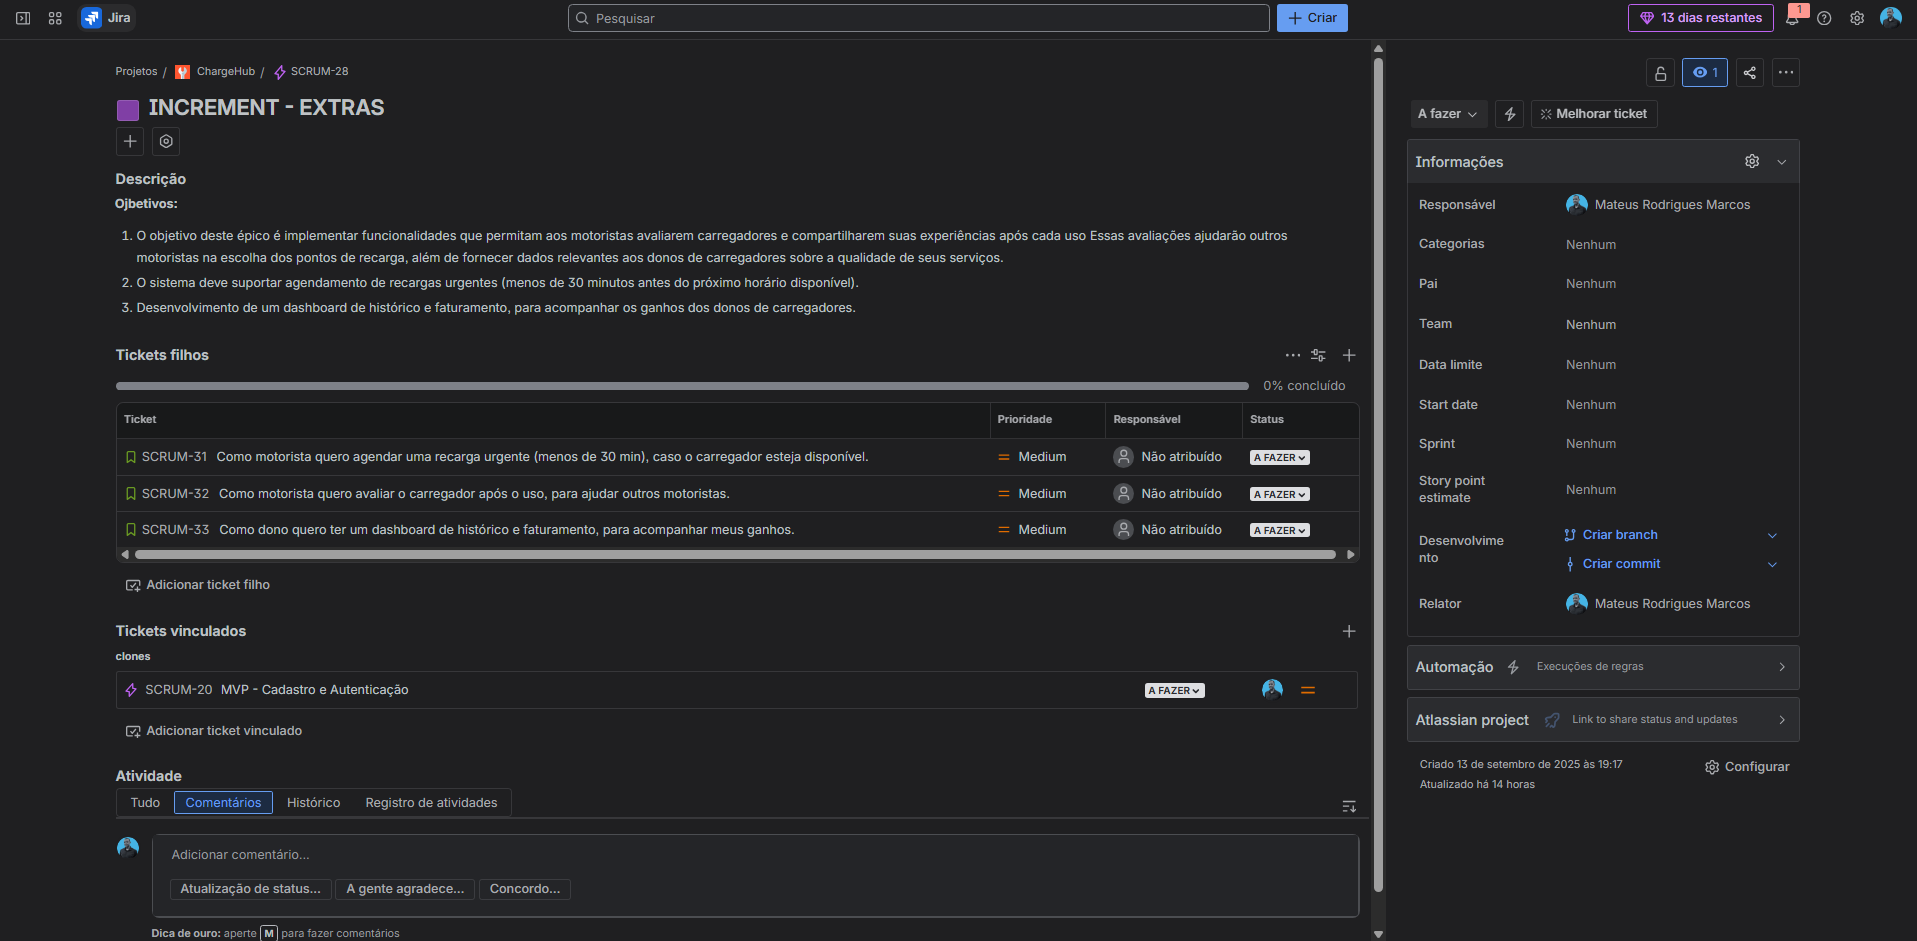 Jira
Pesquisar
Criar
13 dias restantes
1
Projetos / ChargeHub / SCRUM-28
1
INCREMENT - EXTRAS
A fazer
Melhorar ticket
Descrição
Ojbetivos:
1. O objetivo deste épico é implementar funcionalidades que permitam aos motoristas avaliarem carregadores e compartilharem suas experiências após cada uso Essas avaliações ajudarão outros
motoristas na escolha dos pontos de recarga, além de fornecer dados relevantes aos donos de carregadores sobre a qualidade de seus serviços.
2. O sistema deve suportar agendamento de recargas urgentes (menos de 30 minutos antes do próximo horário disponível).
3. Desenvolvimento de um dashboard de histórico e faturamento, para acompanhar os ganhos dos donos de carregadores.
Tickets filhos
0% concluído
Ticket Prioridade Responsável Status
SCRUM-31 Como motorista quero agendar uma recarga urgente (menos de 30 min), caso o carregador esteja disponível. Medium Não atribuído A FAZER
SCRUM-32 Como motorista quero avaliar o carregador após o uso, para ajudar outros motoristas. Medium Não atribuído A FAZER
SCRUM-33 Como dono quero ter um dashboard de histórico e faturamento, para acompanhar meus ganhos. Medium Não atribuído A FAZER
Adicionar ticket filho
Tickets vinculados
clones
SCRUM-20 MVP - Cadastro e Autenticação A FAZER
Adicionar ticket vinculado
Atividade
Tudo Comentários Histórico Registro de atividades
Adicionar comentário...
Atualização de status... A gente agradece... Concordo...
Dica de ouro: aperte M para fazer comentários
Informações
Responsável Mateus Rodrigues Marcos
Categorias Nenhum
Pai Nenhum
Team Nenhum
Data limite Nenhum
Start date Nenhum
Sprint Nenhum
Story point
estimate Nenhum
Desenvolvime
nto
Criar branch
Criar commit
Relator Mateus Rodrigues Marcos
Automação Execuções de regras
Atlassian project Link to share status and updates
Criado 13 de setembro de 2025 às 19:17
Atualizado há 14 horas
Configurar